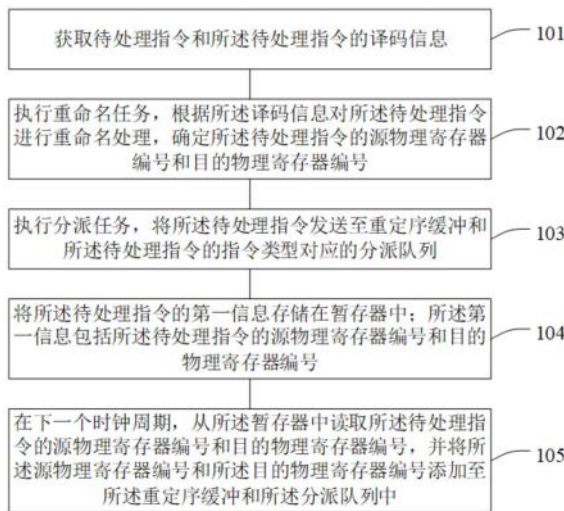 获取待处理指令和所述待处理指令的译码信息
101
执行重命名任务，根据所述译码信息对所述待处理指令
进行重命名处理，确定所述待处理指令的源物理寄存器
编号和目的物理寄存器编号
102
执行分派任务，将所述待处理指令发送至重定序缓冲和
所述待处理指令的指令类型对应的分派队列
103
将所述待处理指令的第一信息存储在暂存器中；所述第
一信息包括所述待处理指令的源物理寄存器编号和目的
物理寄存器编号
104
在下一个时钟周期，从所述暂存器中读取所述待处理指
令的源物理寄存器编号和目的物理寄存器编号，并将所
述源物理寄存器编号和所述目的物理寄存器编号添加至
所述重定序缓冲和所述分派队列中
105